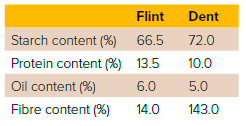 Flint Dent
Starch content (%) 66.5 72.0
Protein content (%) 13.5 10.0
Oil content (%) 6.0 5.0
Fibre content (%) 14.0 143.0